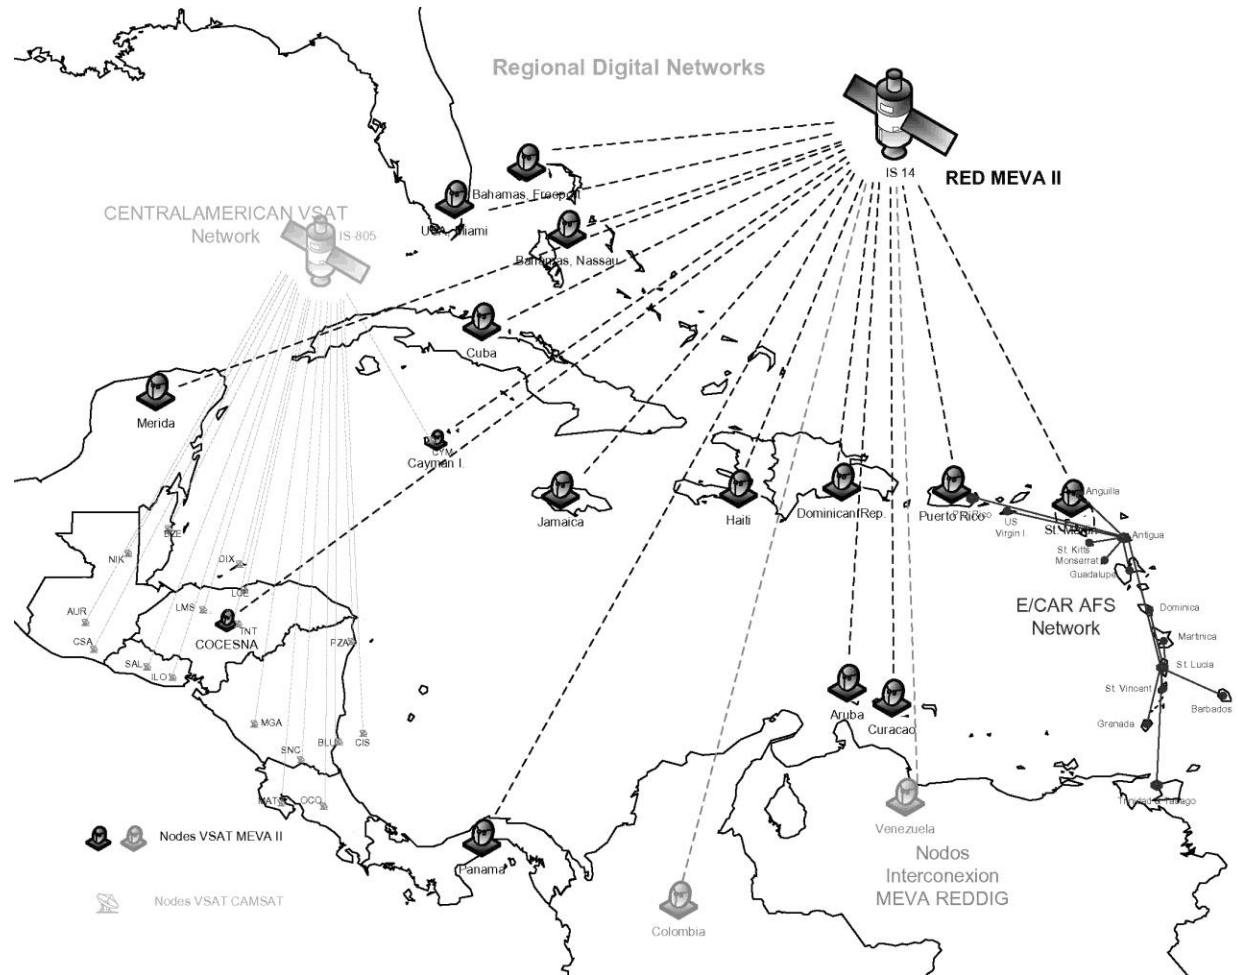 Regional Digital Networks
IS 14
RED MEVA II
Bahamas, Freeport
CENTRALAMERICAN VSAT
Network
IS-805
USA, Miami
Bahamas, Nassau
Cuba
Merida
CYM
Cayman I.
Jamaica
Haiti
Dominican Rep.
Puerto Rico
US
Virgin I.
Anguilla
Antigua
St. Kitts
Monserrat
Guadalupe
BZE
NIK
DIX
LCE
LMS
AUR
TNT
COCESNA
CSA
PZA
SAL
ILO
E/CAR AFS
Network
Dominica
Martinica
St. Lucia
St. Vincent
Barbados
Grenada
Aruba
Curacao
MGA
SNC
BLU
CIS
MAT
OCO
Trinidad & Tabago
Venezuela
Nodes VSAT MEVA II
Panama
Nodos
Interconexion
MEVA REDDIG
Nodes VSAT CAMSAT
Colombia